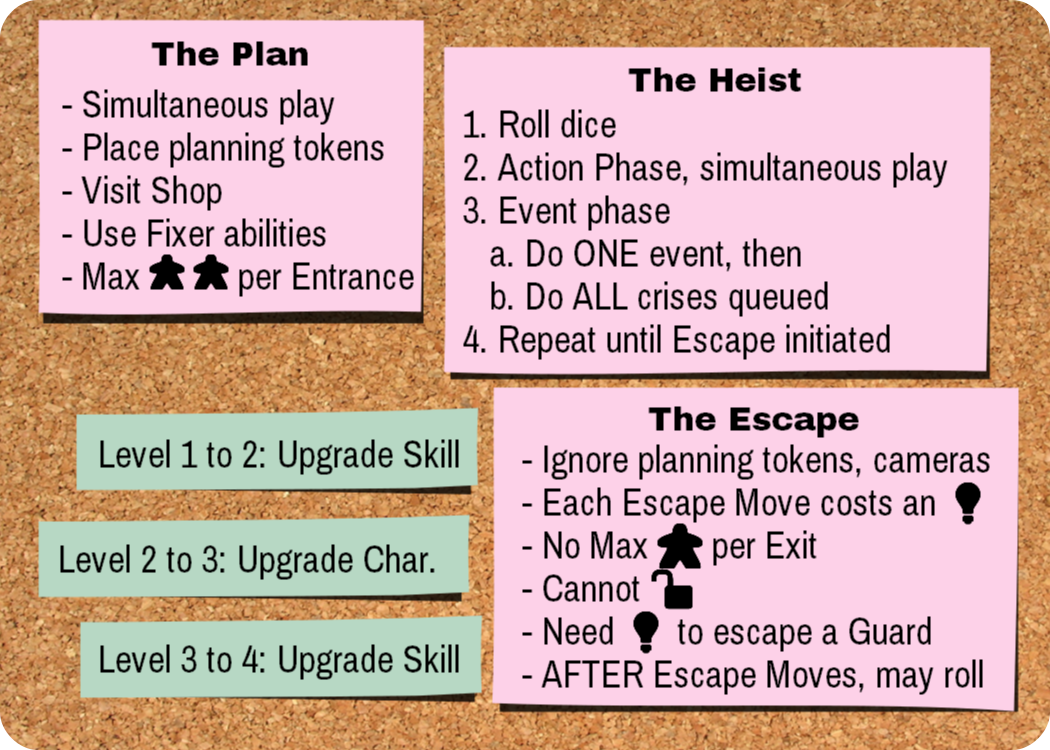 The Plan
- Simultaneous play
- Place planning tokens
- Visit Shop
- Use Fixer abilities
- Max per Entrance
The Heist
1. Roll dice
2. Action Phase, simultaneous play
3. Event phase
a. Do ONE event, then
b. Do ALL crises queued
4. Repeat until Escape initiated
Level 1 to 2: Upgrade Skill
Level 2 to 3: Upgrade Char.
Level 3 to 4: Upgrade Skill
The Escape
- Ignore planning tokens, cameras
- Each Escape Move costs an
- No Max per Exit
- Cannot
- Need to escape a Guard
- AFTER Escape Moves, may roll